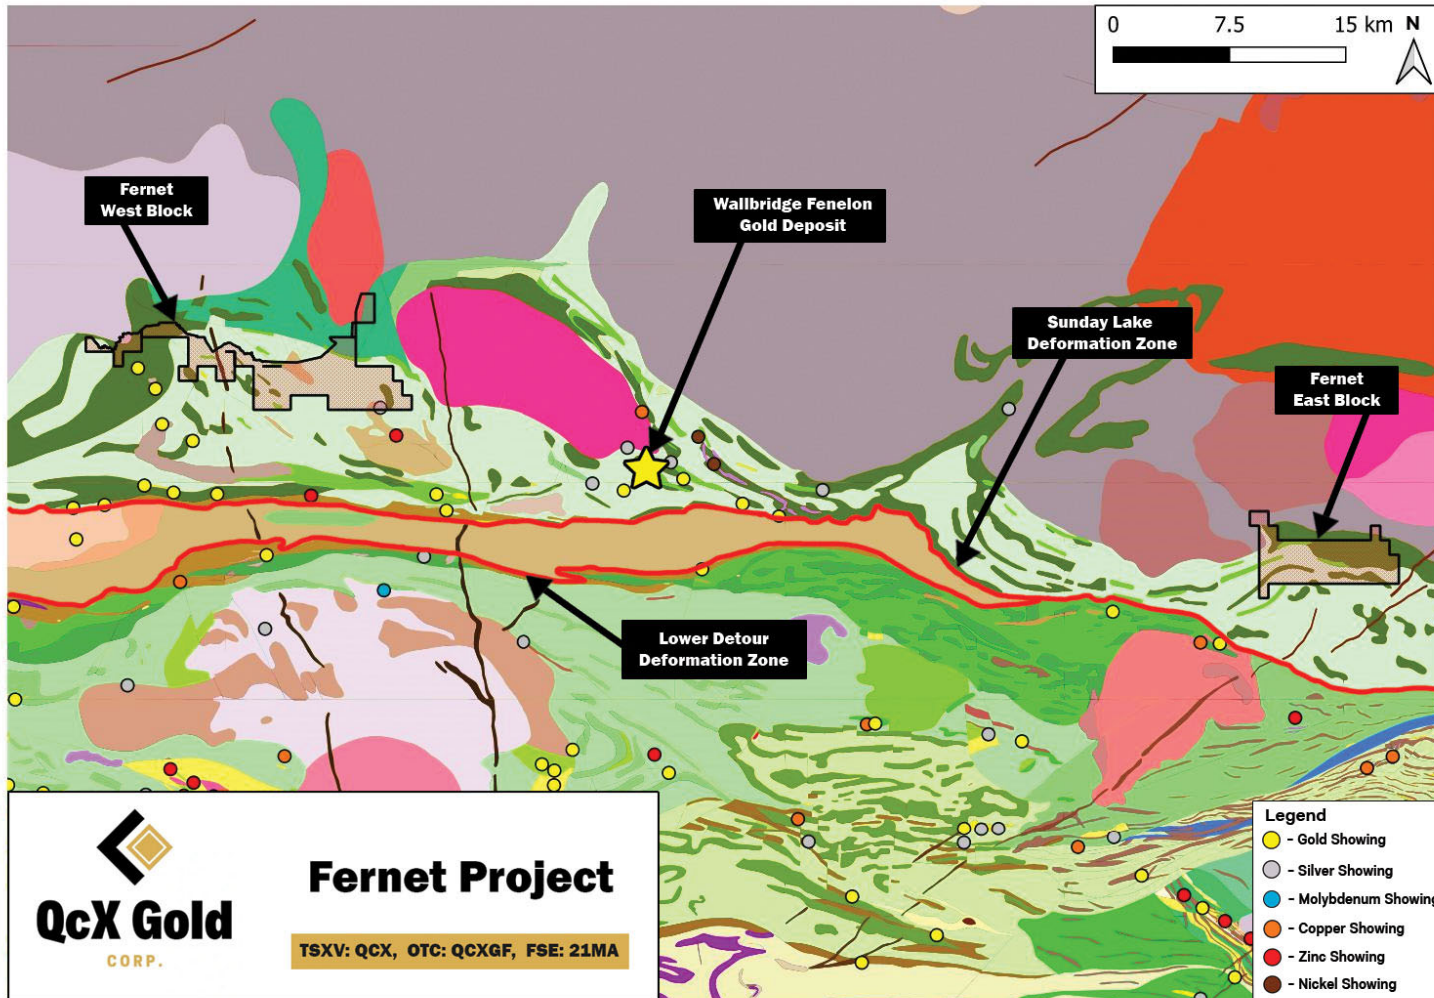 0 7.5 15 km N
Fernet
West Block
Wallbridge Fenelon
Gold Deposit
Sunday Lake
Deformation Zone
Fernet
East Block
Lower Detour
Deformation Zone
QcX Gold
CORP.
Fernet Project
TSXV: QCX, OTC: QCXGF, FSE: 21MA
Legend
- Gold Showing
- Silver Showing
- Molybdenum Showing
- Copper Showing
- Zinc Showing
- Nickel Showing